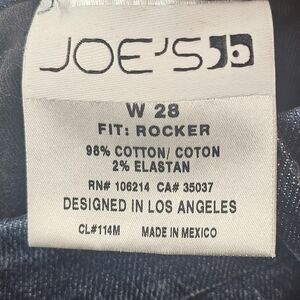 JOE'S
W 28
FIT: ROCKER
98% COTTON/ COTON
2% ELASTAN
RN# 106214 CA# 35037
DESIGNED IN LOS ANGELES
CL#114M MADE IN MEXICO